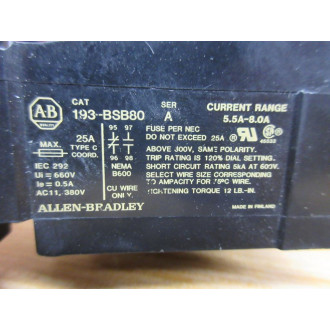 A-B
QUALITY
CAT
193-BSB80
SER
A
CURRENT RANGE
5.5A-8.0A
MAX.
25A
TYPE C
COORD.
95 97
96 98
NEMA
B600
CU WIRE
ONLY.
IEC 292
Ui = 660V
Ie = 0.5A
AC11, 380V
FUSE PER NEC
DO NOT EXCEED 25A
ABOVE 300V, SAME POLARITY.
TRIP RATING IS 120% DIAL SETTING.
SHORT CIRCUIT RATING 5kA AT 600V.
SELECT WIRE SIZE CORRESPONDING
TO AMPACITY FOR 75°C WIRE.
TIGHTENING TORQUE 12 LB.-IN.
ALLEN-BRADLEY
MADE IN FINLAND